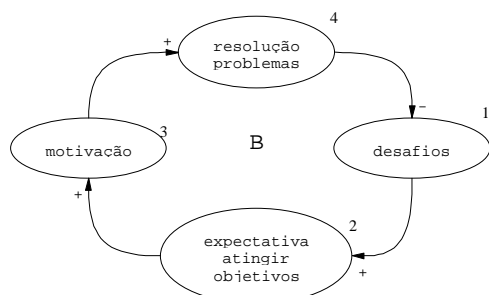 4
+
resolução
problemas
−
1
3
motivação
B
desafios
+
2
expectativa
atingir
objetivos
+